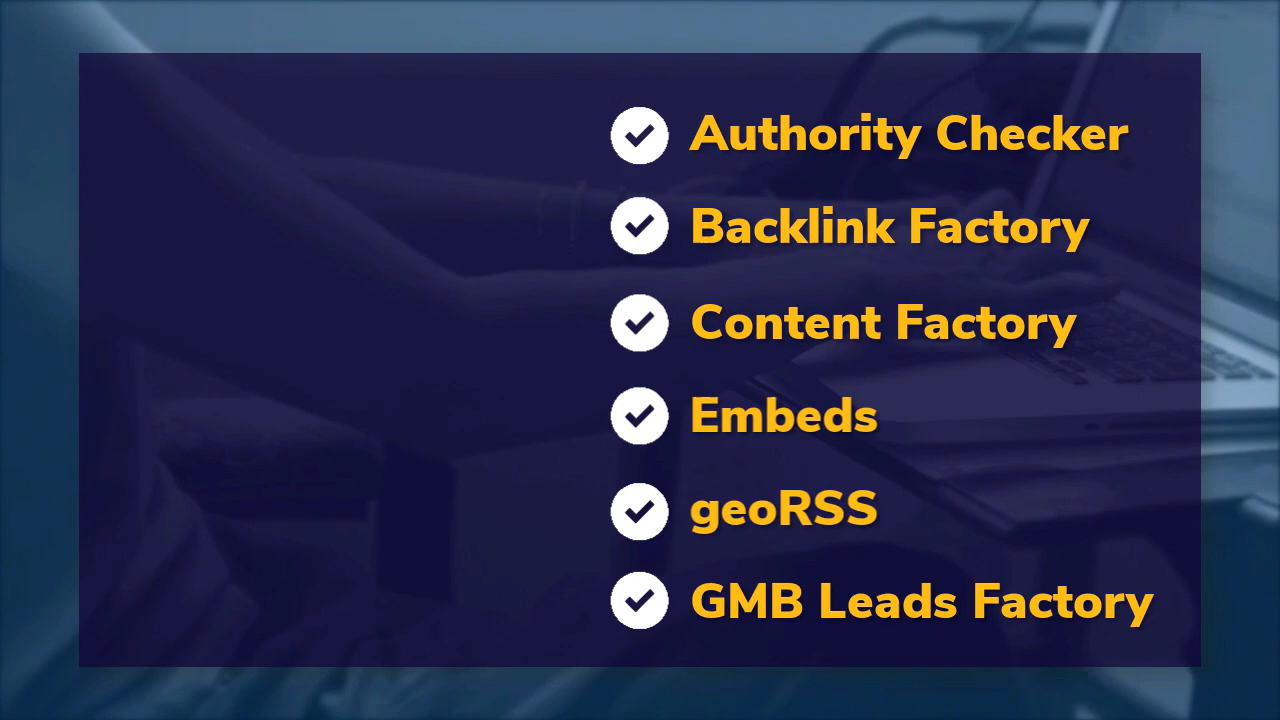 Authority Checker
Backlink Factory
Content Factory
Embeds
geoRSS
GMB Leads Factory